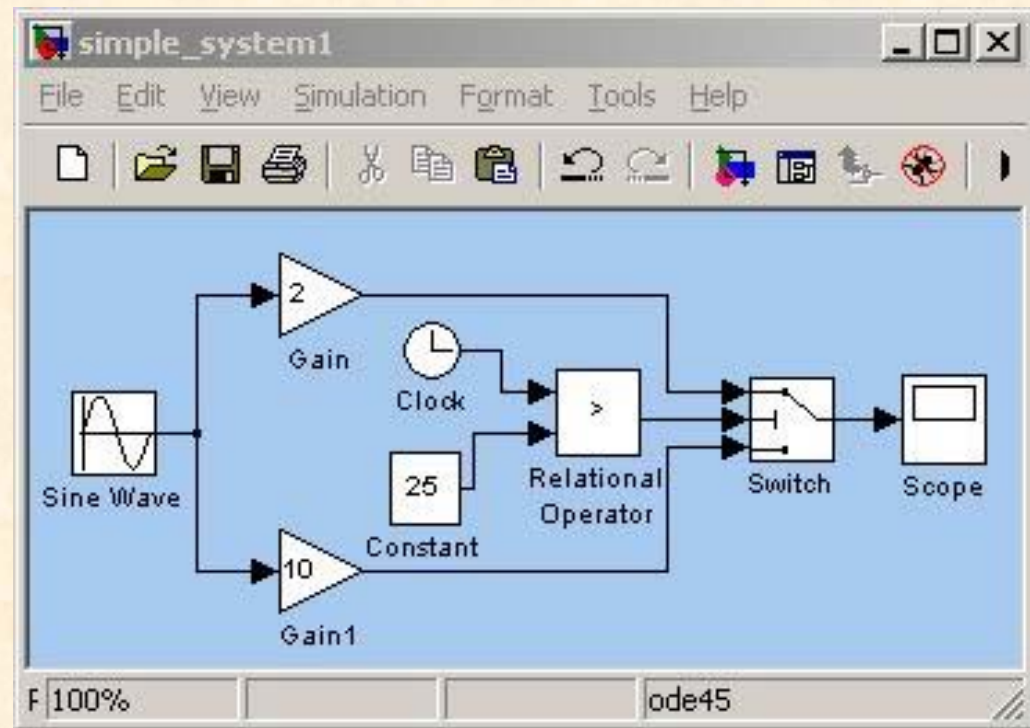 simple_system1
File Edit View Simulation Format Tools Help
2
Gain
Clock
>
25
Sine Wave
Relational
Operator
Switch
Scope
Constant
10
Gain1
F 100% ode45